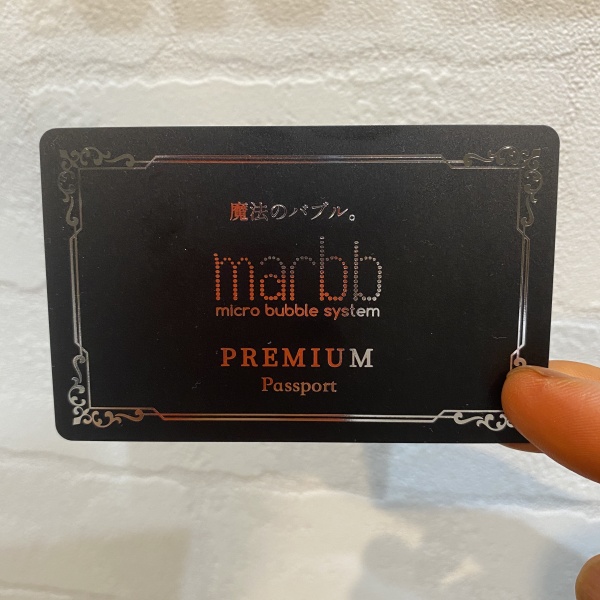 魔法のバブル。
marbb
micro bubble system
PREMIUM
Passport